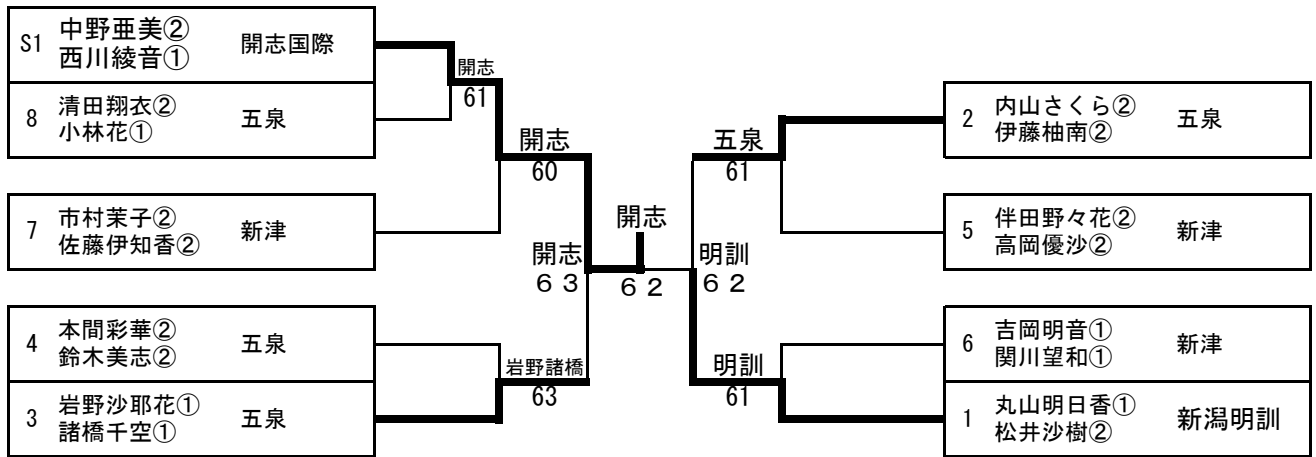 S1 中野亜美② 西川綾音① 開志国際
8 清田翔衣② 小林花① 五泉
7 市村茉子② 佐藤伊知香② 新津
4 本間彩華② 鈴木美志② 五泉
3 岩野沙耶花① 諸橋千空① 五泉
開志
61
開志
60
開志
６３
岩野諸橋
63
開志
６２
五泉
61
明訓
６２
明訓
61
2 内山さくら② 伊藤柚南② 五泉
5 伴田野々花② 高岡優沙② 新津
6 吉岡明音① 関川望和① 新津
1 丸山明日香① 松井沙樹② 新潟明訓